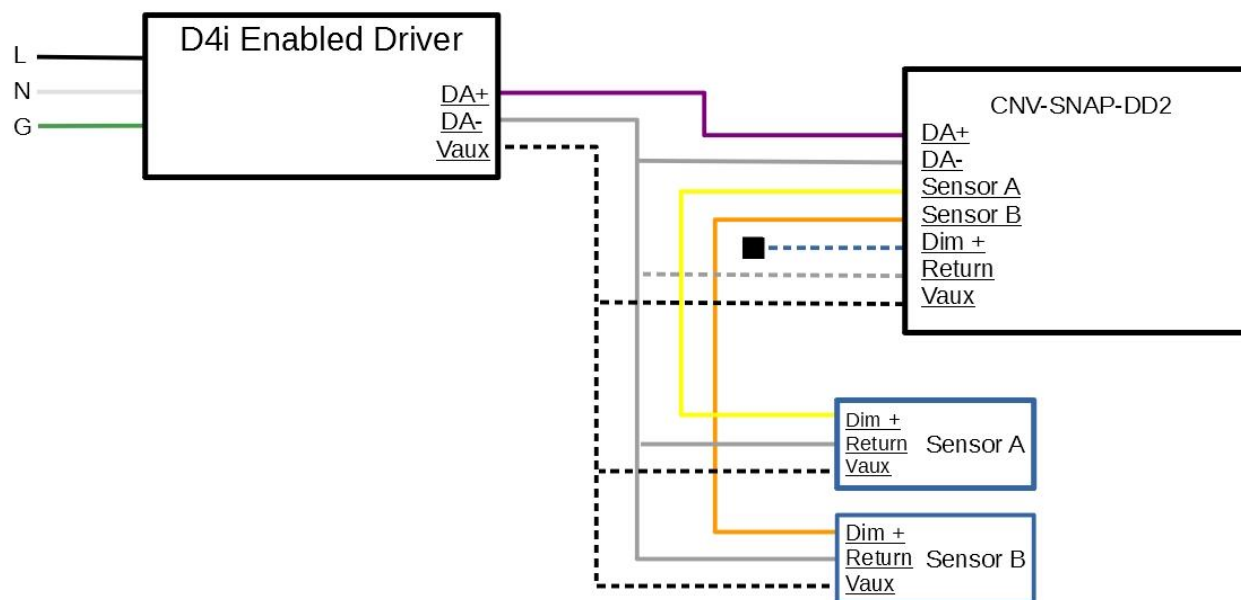 D4i Enabled Driver
L
N
G
DA+
DA-
Vaux
CNV-SNAP-DD2
DA+
DA-
Sensor A
Sensor B
Dim +
Return
Vaux
Dim +
Return
Vaux
Sensor A
Dim +
Return
Vaux
Sensor B